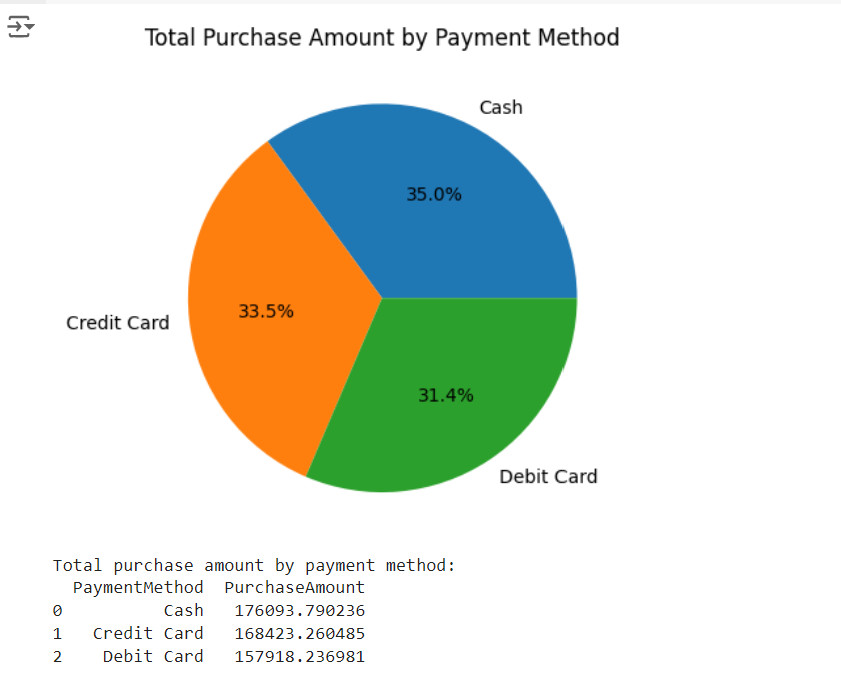 Total Purchase Amount by Payment Method
Cash
35.0%
33.5%
Credit Card
31.4%
Debit Card
Total purchase amount by payment method:
PaymentMethod PurchaseAmount
0 Cash 176093.790236
1 Credit Card 168423.260485
2 Debit Card 157918.236981